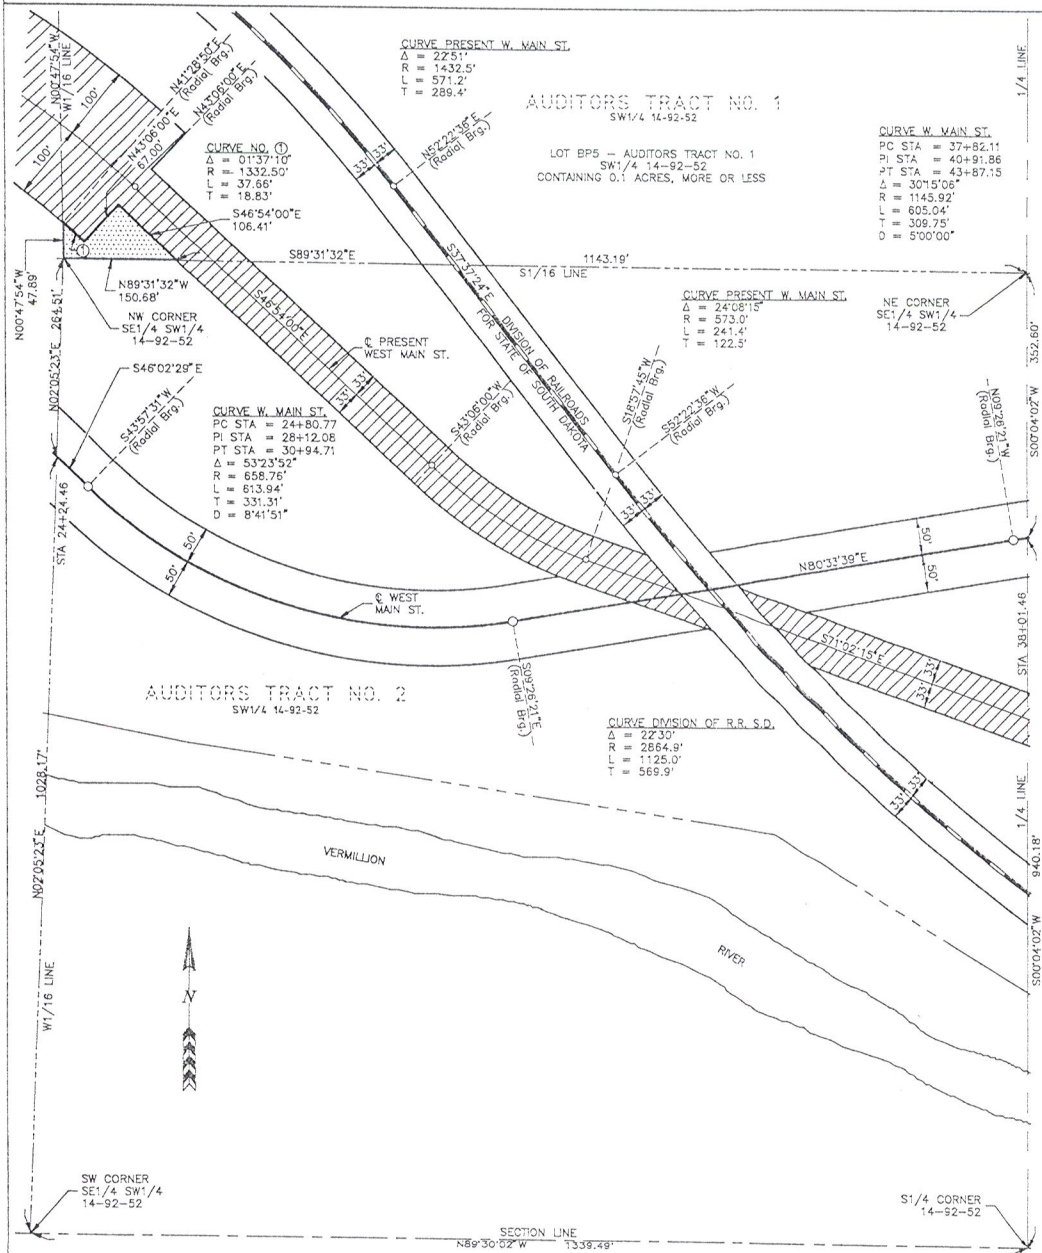 N00°47'54"W
W1/16 LINE
100'
100'
N41°28'50"E
(Radial Brg.)
N43°06'00"E
(Radial Brg.)
N43°06'00"E
67.00'
CURVE NO. ①
Δ = 01°37'10"
R = 1332.50'
L = 37.66'
T = 18.83'
S46°54'00"E
106.41'
①
CURVE PRESENT W. MAIN ST.
Δ = 22°51'
R = 1432.5'
L = 571.2'
T = 289.4'
33'
33'
N52°22'36"E
(Radial Brg.)
AUDITORS TRACT NO. 1
SW1/4 14-92-52
LOT BP5 - AUDITORS TRACT NO. 1
SW1/4 14-92-52
CONTAINING 0.1 ACRES, MORE OR LESS
1/4 LINE
CURVE W. MAIN ST.
PC STA = 37+82.11
PI STA = 40+91.86
PT STA = 43+87.15
Δ = 30°15'06"
R = 1145.92'
L = 605.04'
T = 309.75'
D = 5°00'00"
S89°31'32"E
1143.19'
S1/16 LINE
N00°47'54"W
47.89'
N89°31'32"W
150.68'
NW CORNER
SE1/4 SW1/4
14-92-52
NE CORNER
SE1/4 SW1/4
14-92-52
N02°05'23"E
264.51'
S46°02'29"E
S43°57'31"W
(Radial Brg.)
S46°54'00"E
℄ PRESENT
WEST MAIN ST.
33'
33'
S43°06'00"W
(Radial Brg.)
S37°37'24"E
DIVISION OF RAILROADS
FOR STATE OF SOUTH DAKOTA
CURVE PRESENT W. MAIN ST.
Δ = 24°08'15"
R = 573.0'
L = 241.4'
T = 122.5'
S18°57'45"W
(Radial Brg.)
S52°22'36"W
(Radial Brg.)
N09°26'21"W
(Radial Brg.)
S00°04'02"W
352.60'
CURVE W. MAIN ST.
PC STA = 24+80.77
PI STA = 28+12.08
PT STA = 30+94.71
Δ = 53°23'52"
R = 658.76'
L = 613.94'
T = 331.31'
D = 8°41'51"
STA 24+24.46
50'
50'
℄ WEST
MAIN ST.
33'
33'
N80°33'39"E
50'
50'
STA 38+01.46
S71°02'15"E
33'
33'
S09°26'21"E
(Radial Brg.)
AUDITORS TRACT NO. 2
SW1/4 14-92-52
CURVE DIVISION OF R.R. S.D.
Δ = 22°30'
R = 2864.9'
L = 1125.0'
T = 569.9'
33'
33'
1/4 LINE
940.18'
S00°04'02"W
N02°05'23"E
1028.17'
W1/16 LINE
VERMILLION
RIVER
N
SW CORNER
SE1/4 SW1/4
14-92-52
S1/4 CORNER
14-92-52
SECTION LINE
N89°30'02"W 1339.49'